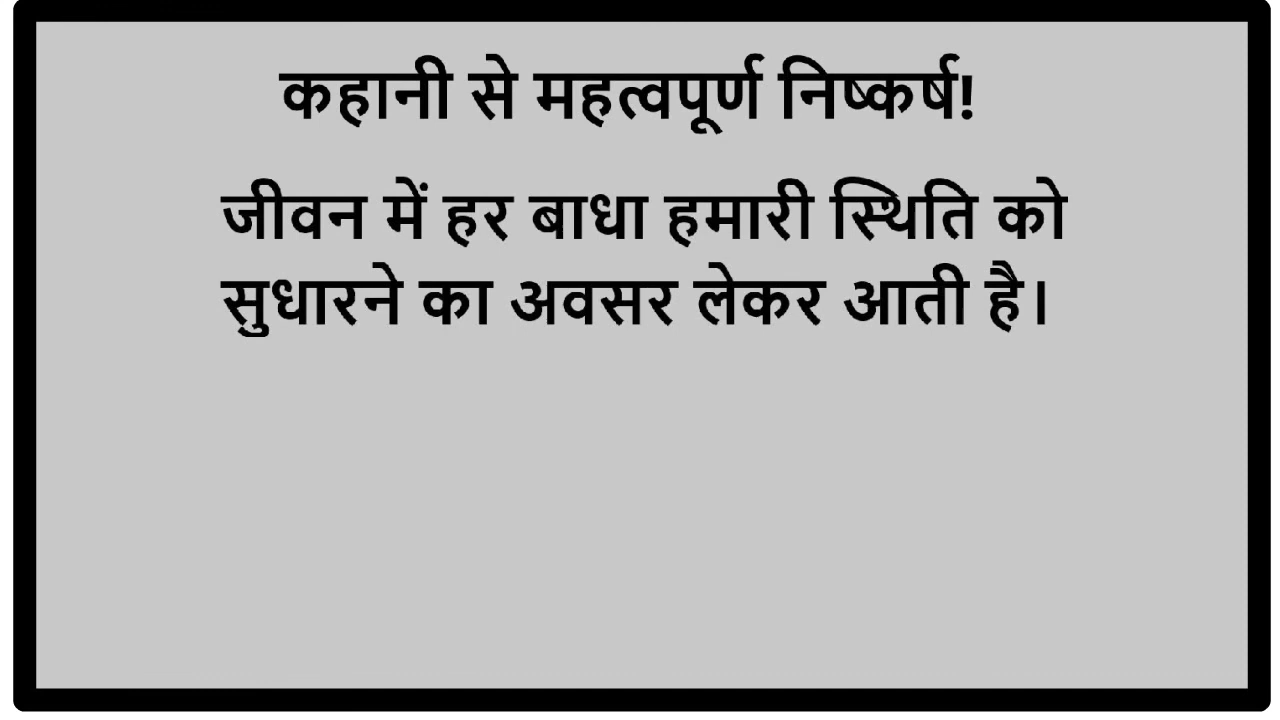 कहानी से महत्वपूर्ण निष्कर्ष!
जीवन में हर बाधा हमारी स्थिति को
सुधारने का अवसर लेकर आती है।